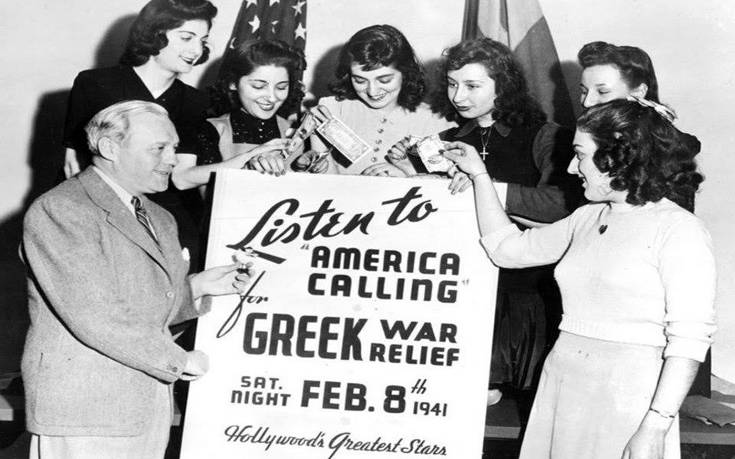 Listen to
"AMERICA
CALLING"
for
GREEK WAR RELIEF
SAT. NIGHT FEB. 8th 1941
Hollywood's Greatest Stars